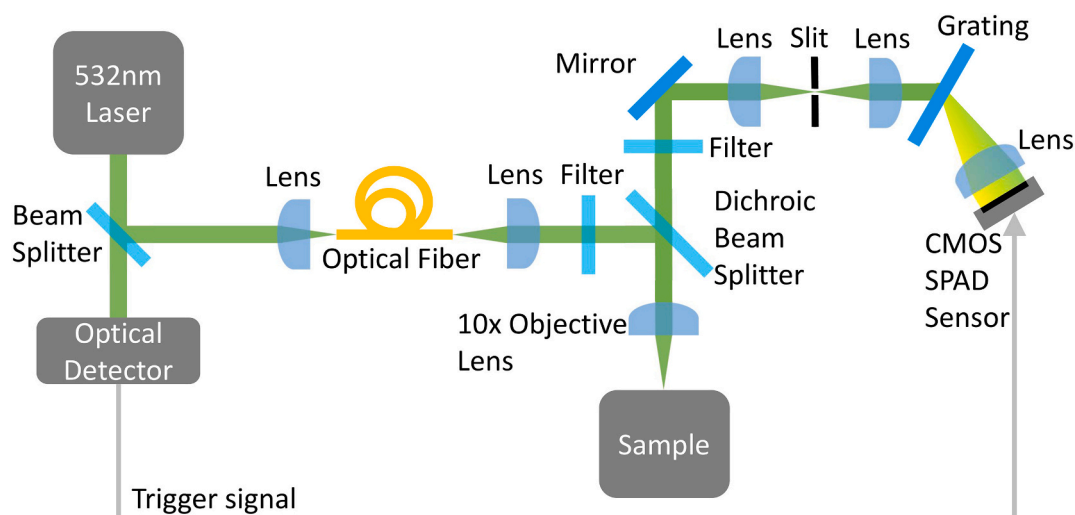 532nm
Laser
Beam
Splitter
Optical
Detector
Trigger signal
Lens
Optical Fiber
Lens
Filter
Mirror
Filter
Dichroic
Beam
Splitter
10x Objective
Lens
Sample
Lens
Slit
Lens
Grating
Lens
CMOS
SPAD
Sensor